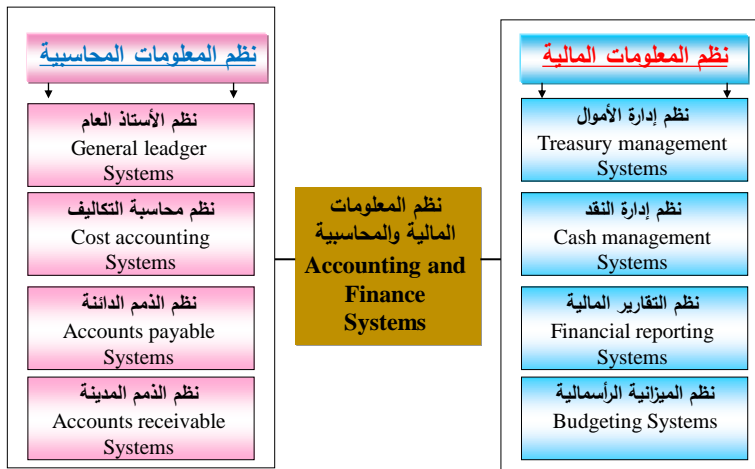 نظم المعلومات المحاسبية
نظم الأستاذ العام
General leadger
Systems
نظم محاسبة التكاليف
Cost accounting
Systems
نظم الذمم الدائنة
Accounts payable
Systems
نظم الذمم المدينة
Accounts receivable
Systems
نظم المعلومات
المالية والمحاسبية
Accounting and
Finance
Systems
نظم المعلومات المالية
نظم إدارة الأموال
Treasury management
Systems
نظم إدارة النقد
Cash management
Systems
نظم التقارير المالية
Financial reporting
Systems
نظم الميزانية الرأسمالية
Budgeting Systems